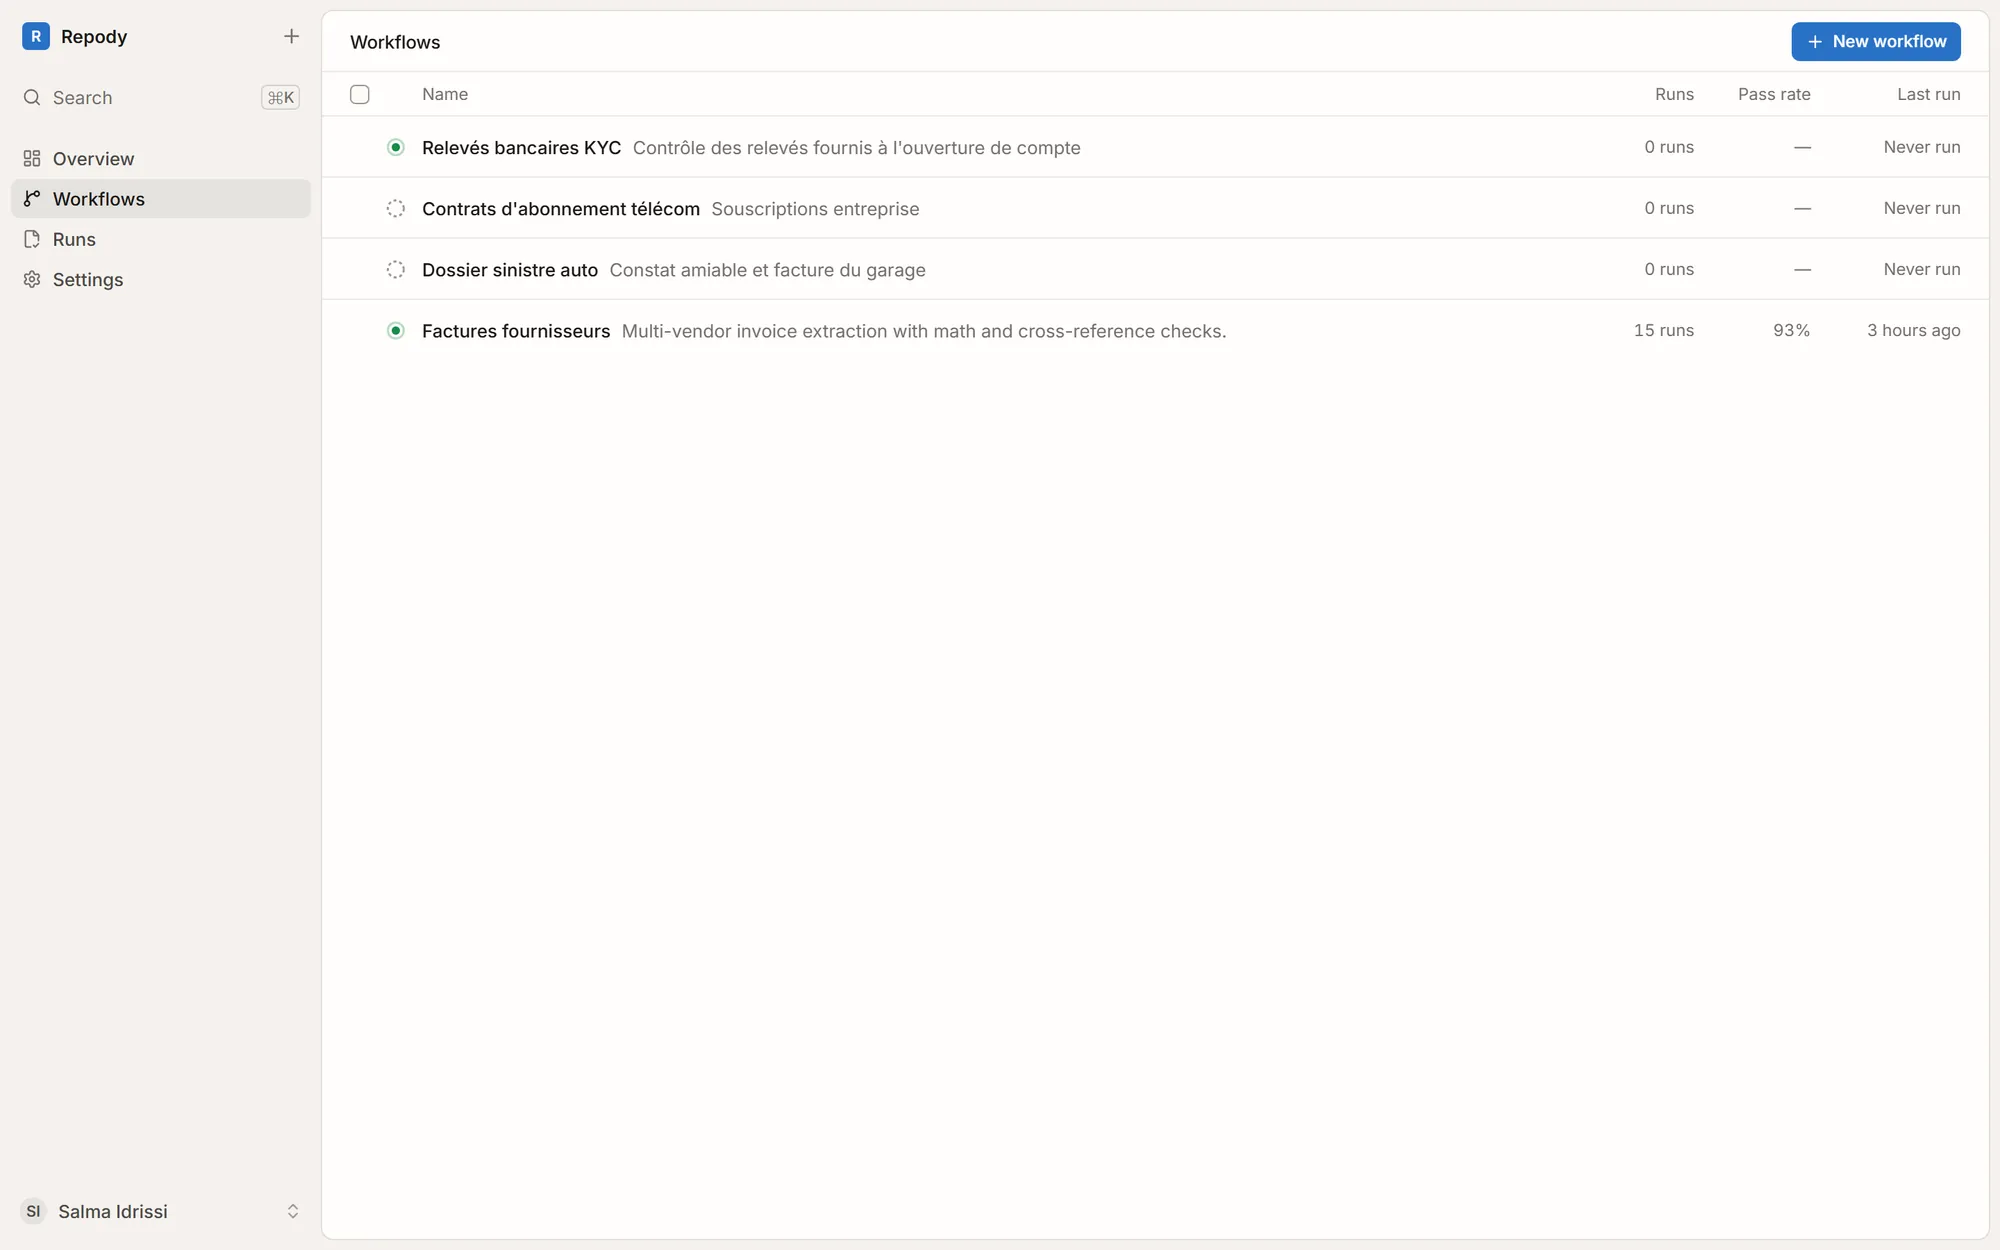 R Repody
Search ⌘K
Overview
Workflows
Runs
Settings
SI Salma Idrissi
Workflows
New workflow
Name Runs Pass rate Last run
Relevés bancaires KYC Contrôle des relevés fournis à l'ouverture de compte 0 runs — Never run
Contrats d'abonnement télécom Souscriptions entreprise 0 runs — Never run
Dossier sinistre auto Constat amiable et facture du garage 0 runs — Never run
Factures fournisseurs Multi-vendor invoice extraction with math and cross-reference checks. 15 runs 93% 3 hours ago